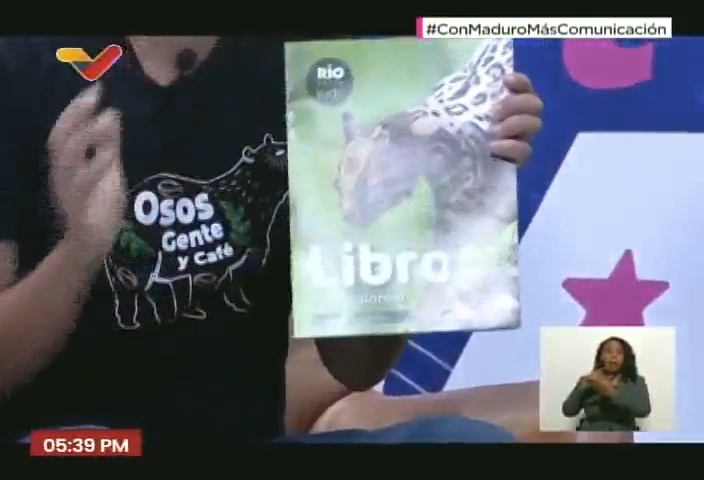 #ConMaduroMásComunicación
RÍO
Osos
Gente
y Café
Libro
05:39 PM